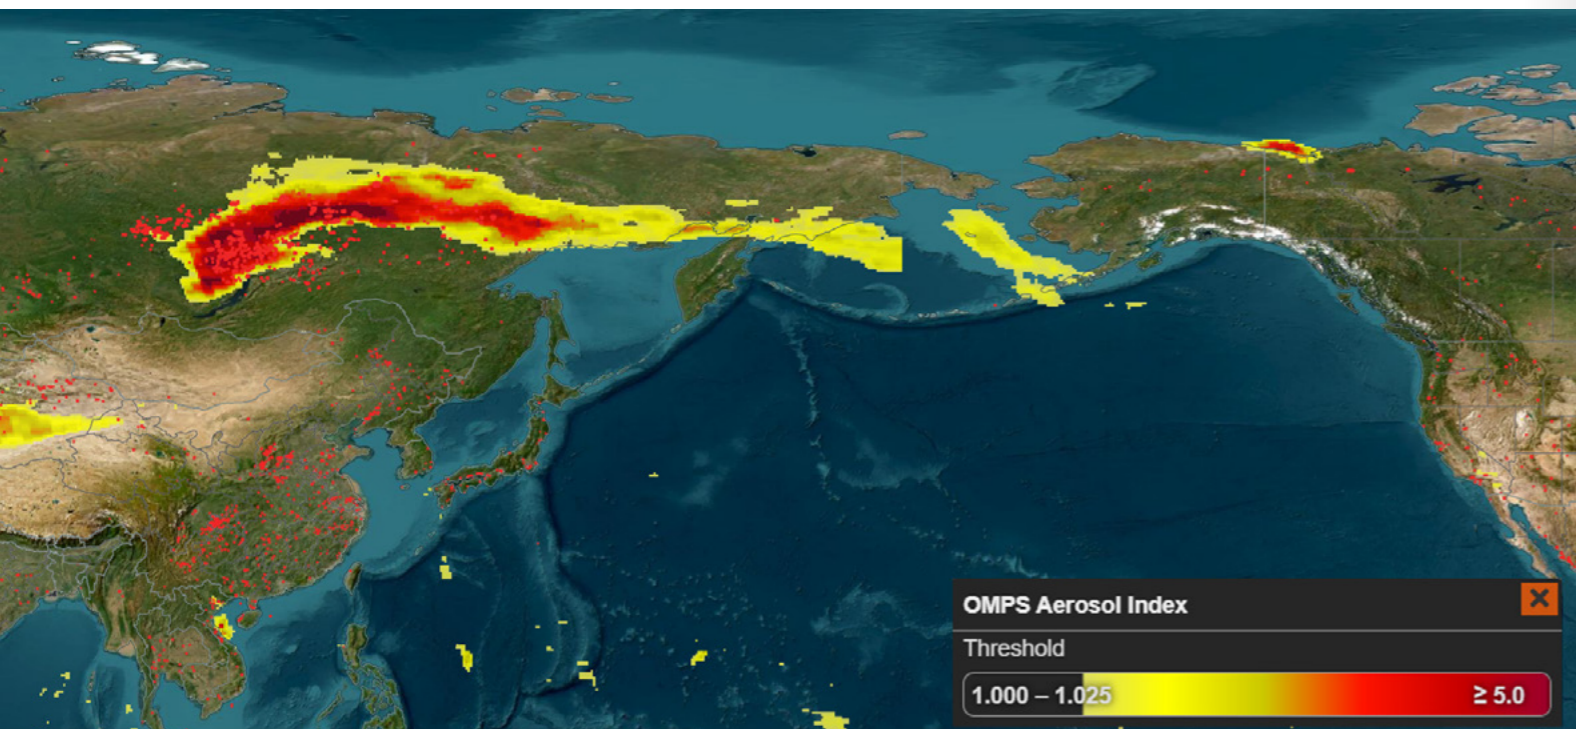 OMPS Aerosol Index
Threshold
1.000 – 1.025
≥ 5.0